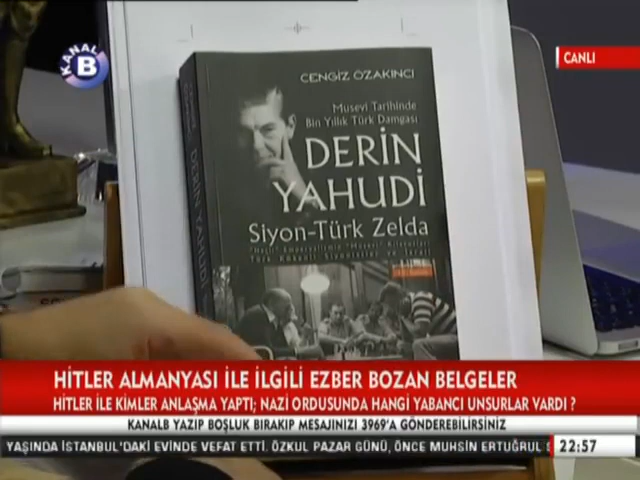 KANAL B
CANLI
CENGİZ ÖZAKINCI
Musevi Tarihinde
Bin Yıllık Türk Damgası
DERİN
YAHUDİ
Siyon-Türk Zelda
DERİN YAHUDİ
HİTLER ALMANYASI İLE İLGİLİ EZBER BOZAN BELGELER
HİTLER İLE KİMLER ANLAŞMA YAPTI; NAZİ ORDUSUNDA HANGİ YABANCI UNSURLAR VARDI ?
KANALB YAZIP BOŞLUK BIRAKIP MESAJINIZI 3969'A GÖNDEREBİLİRSİNİZ
YAŞINDA İSTANBUL'DAKİ EVİNDE VEFAT ETTİ. ÖZKUL PAZAR GÜNÜ, ÖNCE MUHSİN ERTUĞRUL S
22:57